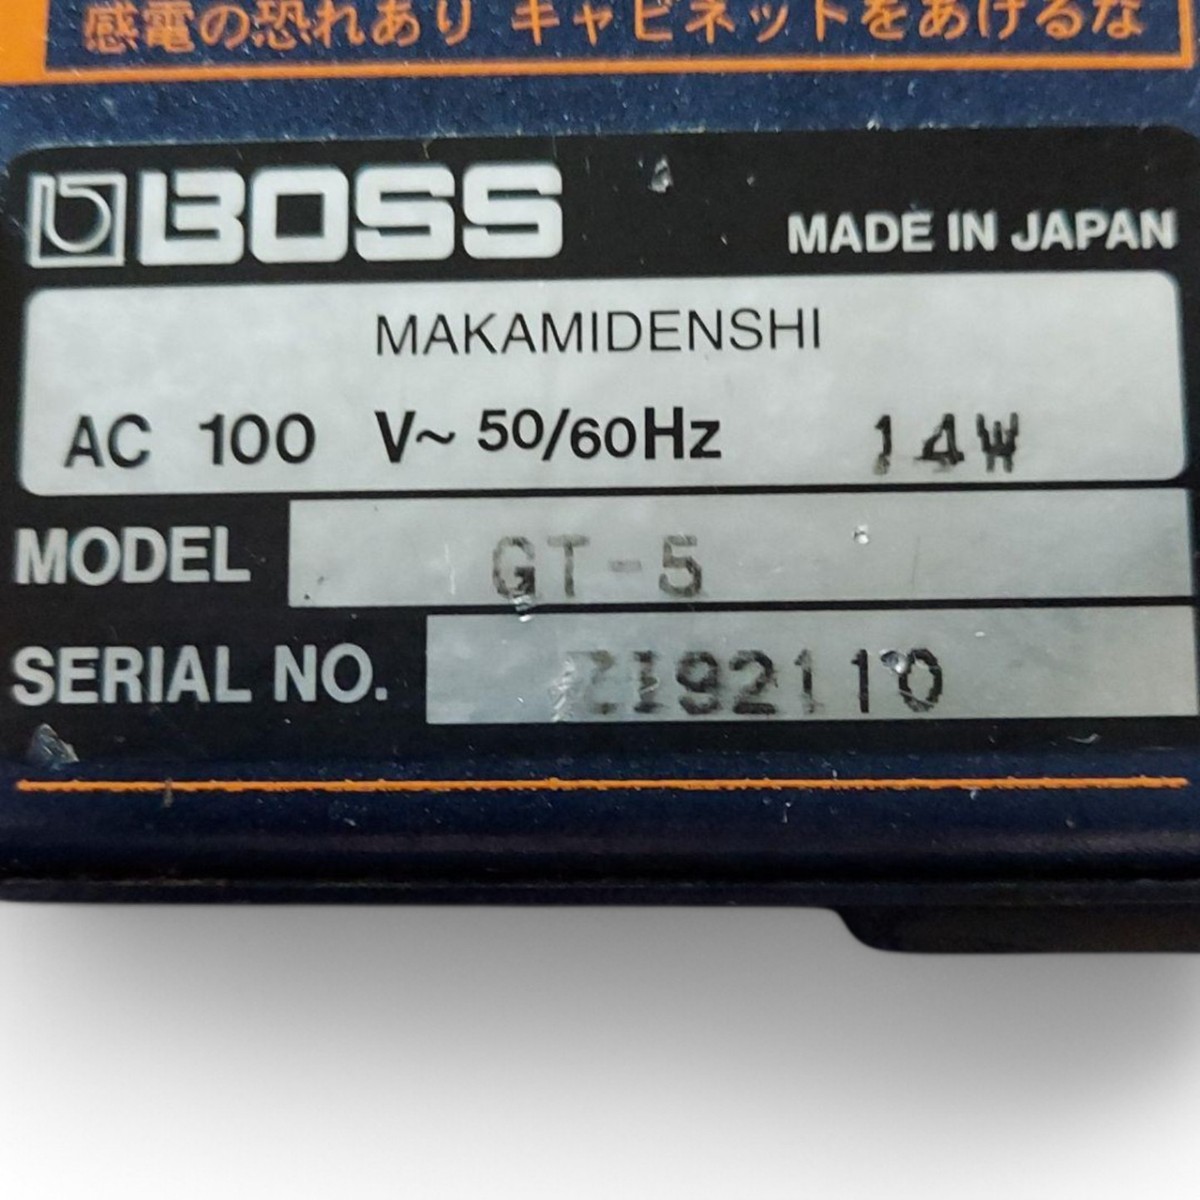 感電の恐れあり キャビネットをあけるな
BOSS
MADE IN JAPAN
MAKAMIDENSHI
AC 100 V~ 50/60Hz 14W
MODEL GT-5
SERIAL NO. ZI92110